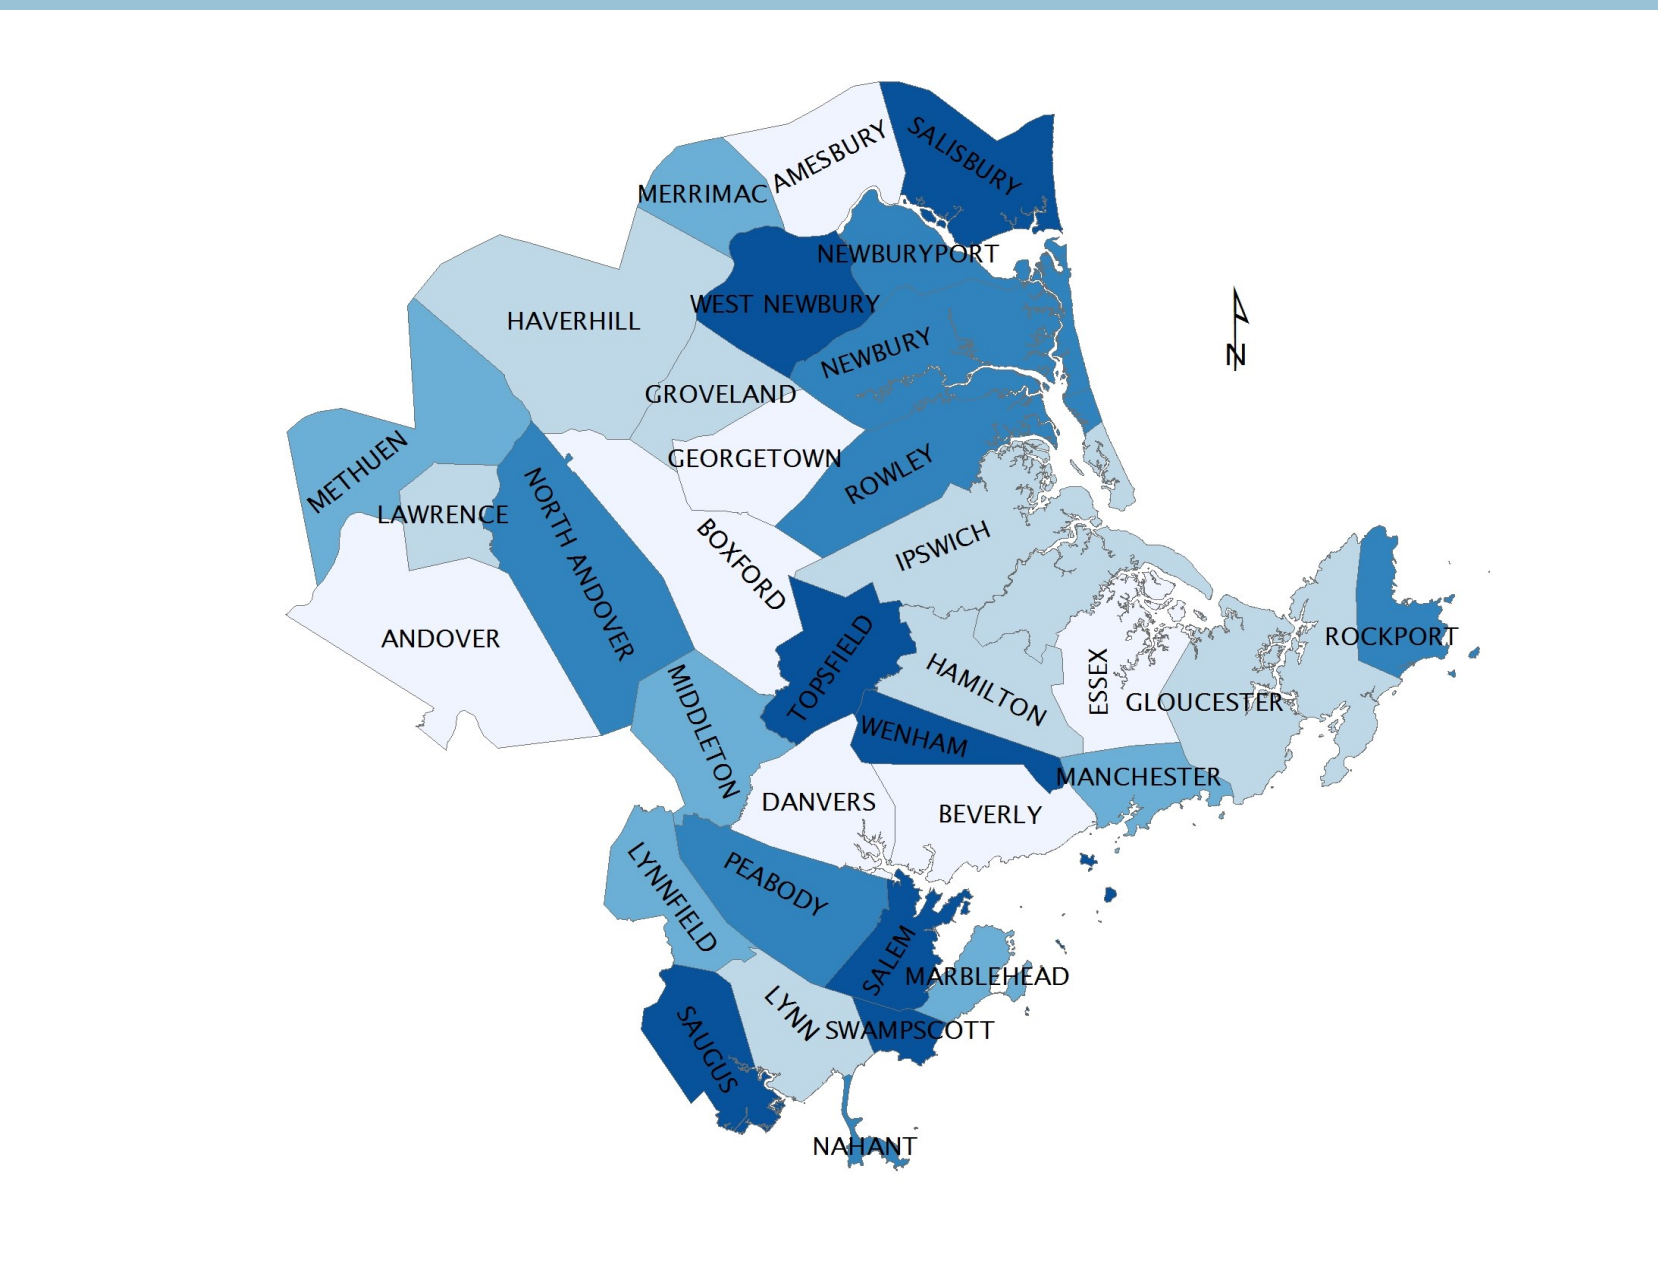 AMESBURY
SALISBURY
MERRIMAC
NEWBURYPORT
WEST NEWBURY
HAVERHILL
NEWBURY
N
GROVELAND
METHUEN
GEORGETOWN
ROWLEY
LAWRENCE
NORTH ANDOVER
BOXFORD
IPSWICH
ANDOVER
TOPSFIELD
ROCKPORT
HAMILTON
ESSEX
GLOUCESTER
MIDDLETON
WENHAM
MANCHESTER
DANVERS
BEVERLY
LYNNFIELD
PEABODY
SALEM
MARBLEHEAD
LYNN
SWAMPSCOTT
SAUGUS
NAHANT